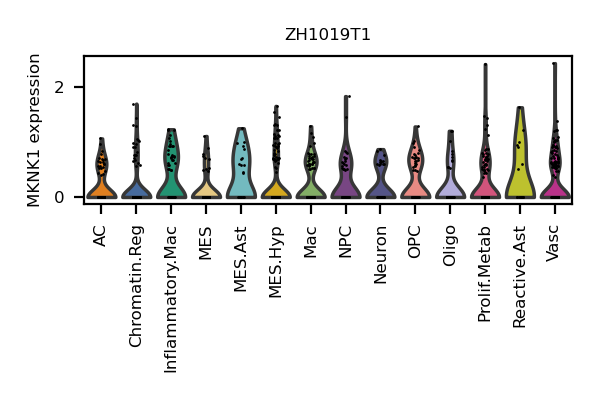 ZH1019T1
MKNK1 expression
2
0
AC
Chromatin.Reg
Inflammatory.Mac
MES
MES.Ast
MES.Hyp
Mac
NPC
Neuron
OPC
Oligo
Prolif.Metab
Reactive.Ast
Vasc